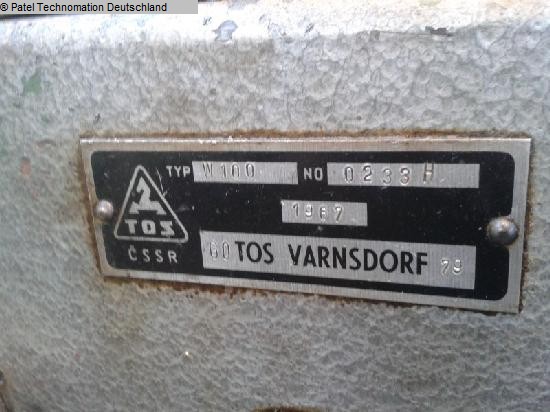 © Patel Technomation Deutschland
TYP W100 NO 0233 H
1967
TOS
ČSSR
60 TOS VARNSDORF 79